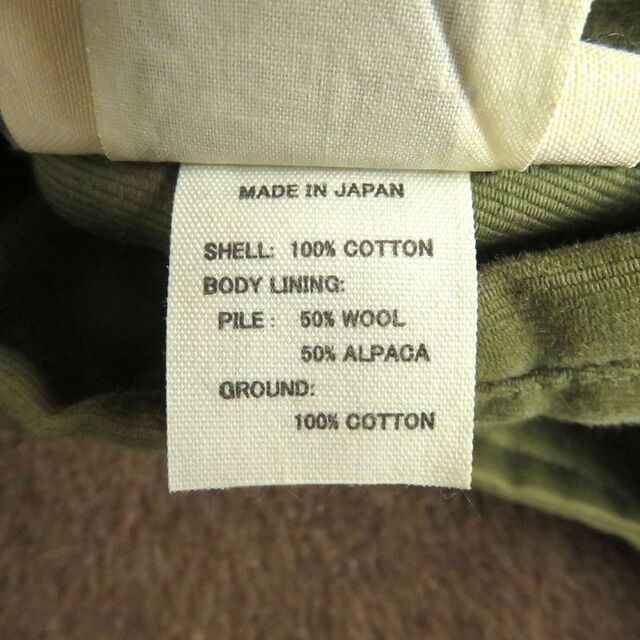 MADE IN JAPAN
SHELL: 100% COTTON
BODY LINING:
PILE: 50% WOOL
50% ALPACA
GROUND:
100% COTTON